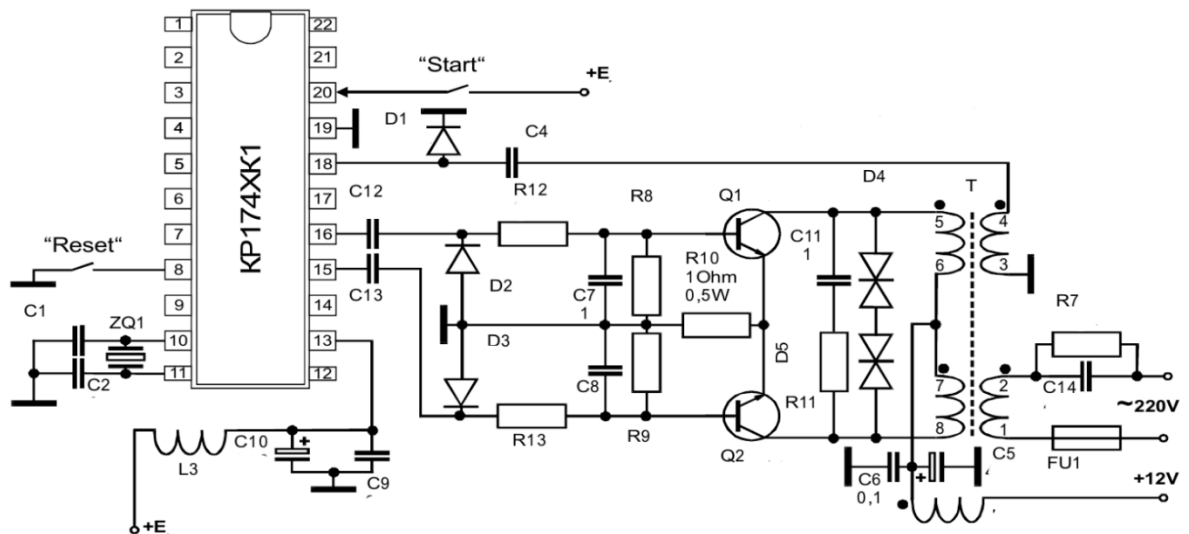 1
22
2
21
3
20
4
19
5
18
6
17
7
16
8
15
9
14
10
13
11
12
КР174ХК1
“Start“
+E
D1
C4
D4
T
C12
R12
R8
Q1
5
4
“Reset“
C11
1
R10
1Ohm
0,5W
6
3
C1
C13
D2
C7
1
R7
ZQ1
D3
D5
C2
C8
R11
7
2
C14
~220V
R13
R9
Q2
8
1
C10
+
L3
C9
C6
0,1
+
C5
FU1
+12V
+E